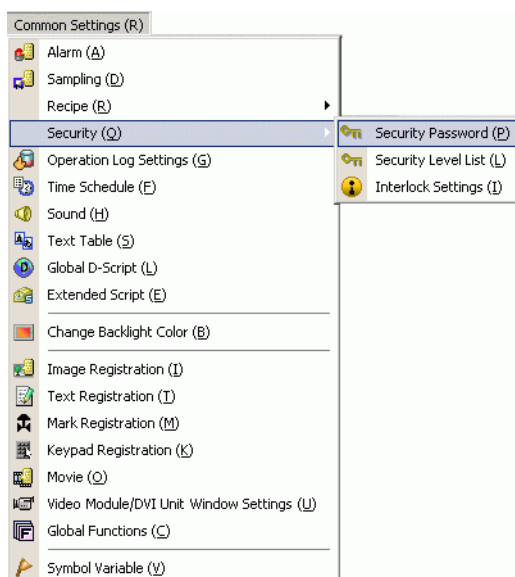 Common Settings (R)
Alarm (A)
Sampling (D)
Recipe (R)
Security (Q)
Security Password (P)
Security Level List (L)
Interlock Settings (I)
Operation Log Settings (G)
Time Schedule (F)
Sound (H)
Text Table (S)
Global D-Script (L)
Extended Script (E)
Change Backlight Color (B)
Image Registration (I)
Text Registration (T)
Mark Registration (M)
Keypad Registration (K)
Movie (O)
Video Module/DVI Unit Window Settings (U)
Global Functions (C)
Symbol Variable (V)